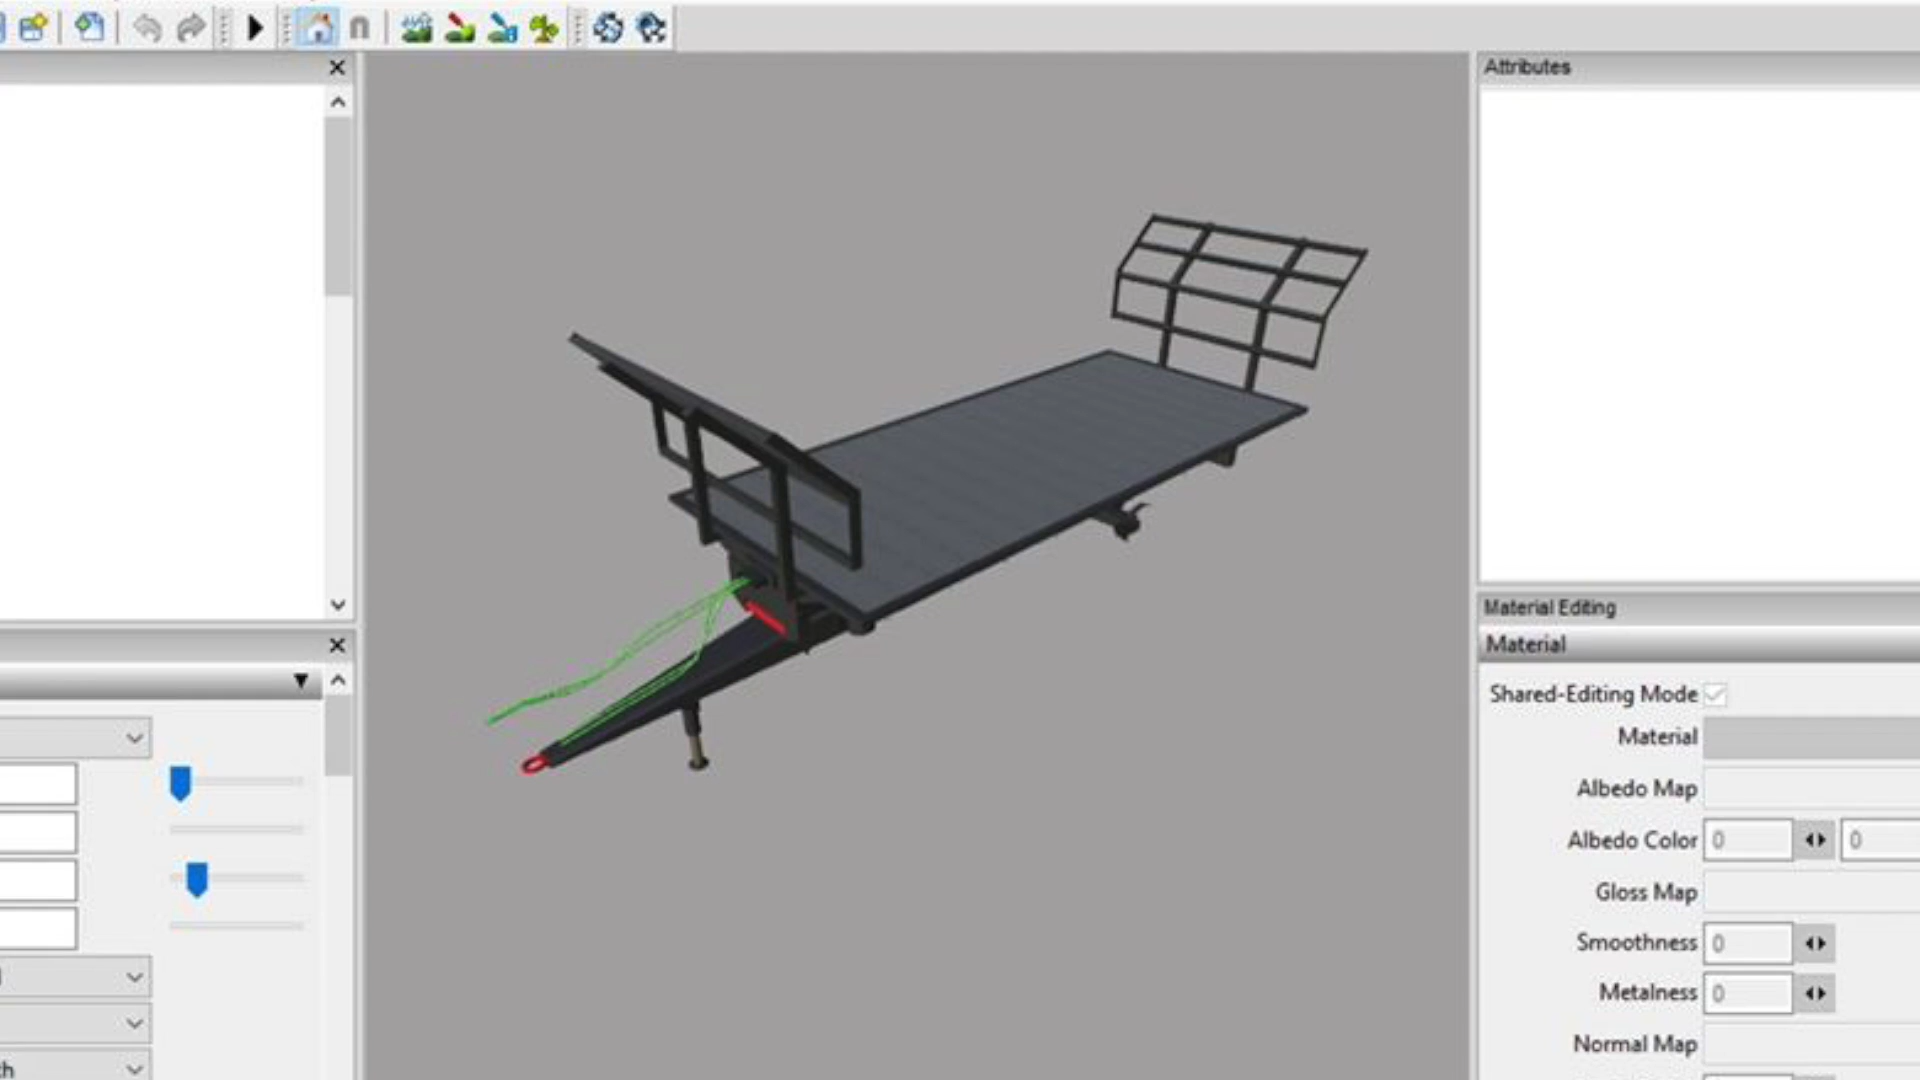 Attributes
Material Editing
Material
Shared-Editing Mode
Material
Albedo Map
Albedo Color 0 0
Gloss Map
Smoothness 0
Metalness 0
Normal Map